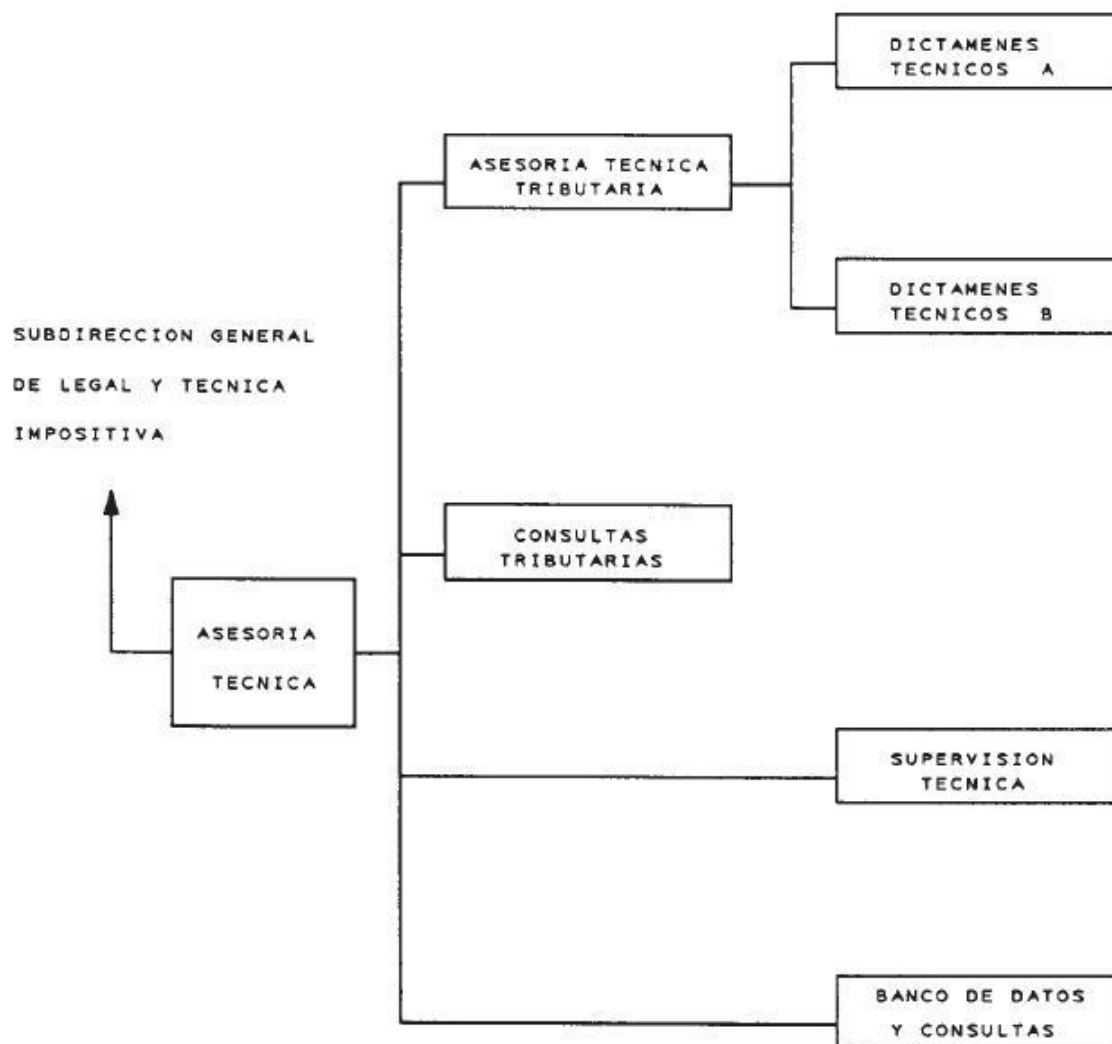 DICTAMENES
TECNICOS A
ASESORIA TECNICA
TRIBUTARIA
DICTAMENES
TECNICOS B
SUBDIRECCION GENERAL
DE LEGAL Y TECNICA
IMPOSITIVA
CONSULTAS
TRIBUTARIAS
ASESORIA
TECNICA
SUPERVISION
TECNICA
BANCO DE DATOS
Y CONSULTAS